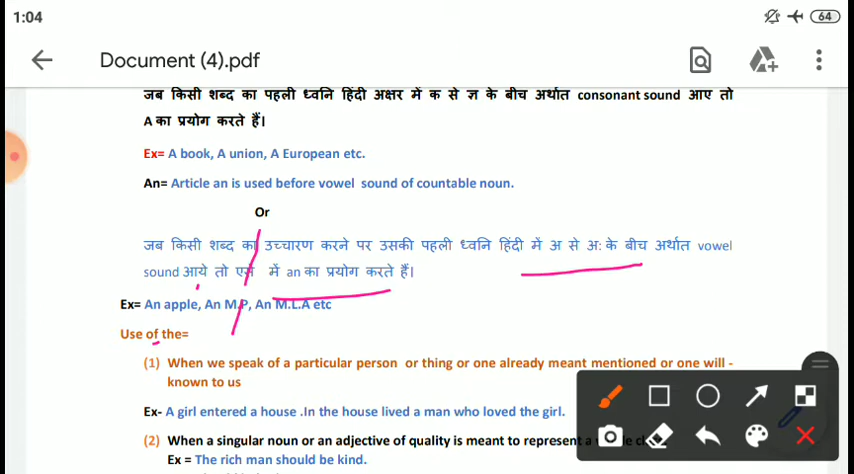 1:04
64
Document (4).pdf
जब किसी शब्द का पहली ध्वनि हिंदी अक्षर में क से ज्ञ के बीच अर्थात consonant sound आए तो
A का प्रयोग करते हैं।
Ex= A book, A union, A European etc.
An= Article an is used before vowel sound of countable noun.
Or
जब किसी शब्द का उच्चारण करने पर उसकी पहली ध्वनि हिंदी में अ से अ: के बीच अर्थात vowel
sound आये तो एसे में an का प्रयोग करते हैं।
Ex= An apple, An M.P, An M.L.A etc
Use of the=
(1) When we speak of a particular person or thing or one already meant mentioned or one will -
known to us
Ex- A girl entered a house .In the house lived a man who loved the girl.
(2) When a singular noun or an adjective of quality is meant to represent a
Ex = The rich man should be kind.